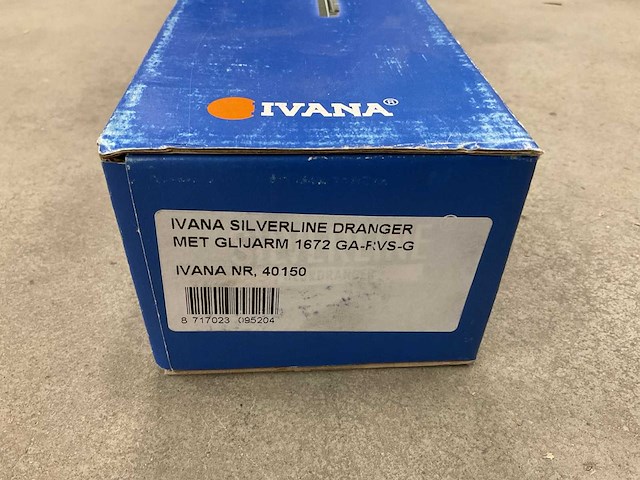 IVANA®
IVANA SILVERLINE DRANGER
MET GLIJARM 1672 GA-RVS-G
IVANA NR, 40150
8 717023 095204